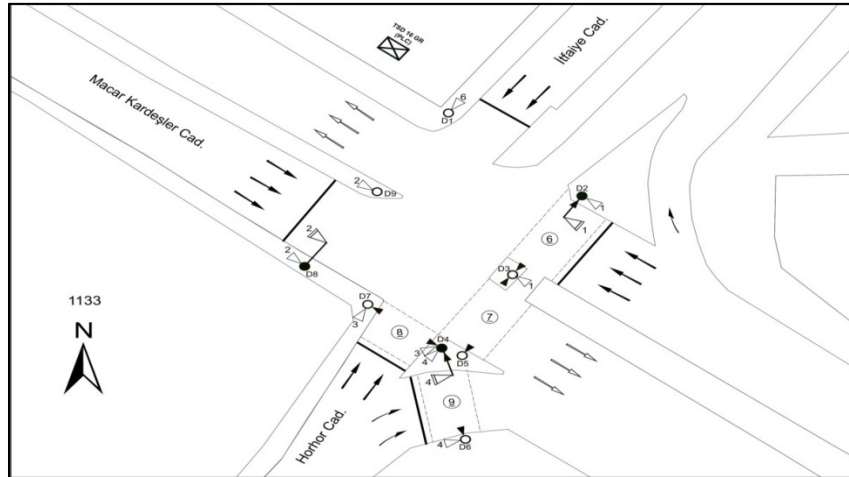 TSD 16 GR
(PLC)
İtfaiye Cad.
Macar Kardeşler Cad.
6
D1
2
D9
D2
1
1
6
2
2
D8
D3
1
1133
N
D7
3
8
7
D4
3
4
D5
4
9
Horhor Cad.
4
D6